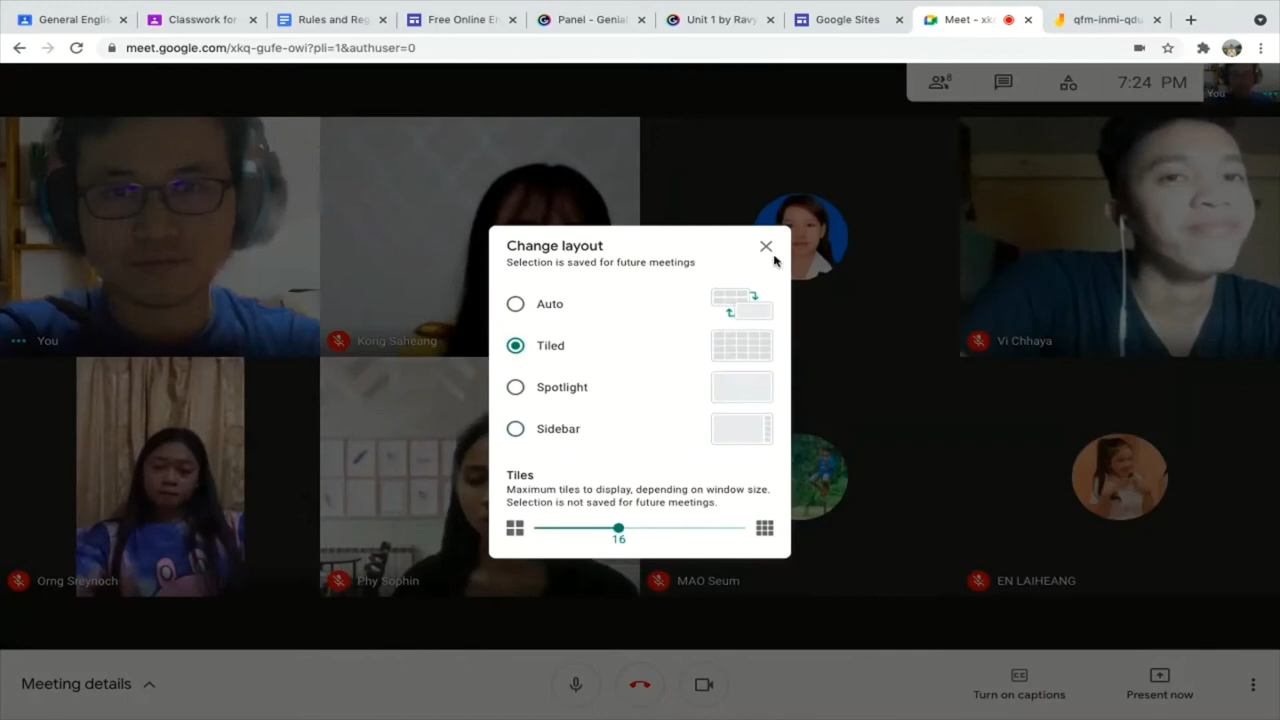 General Englis
Classwork for
Rules and Reg
Free Online En
Panel - Genial
Unit 1 by Ravy
Google Sites
Meet - xk
qfm-inmi-qdu
meet.google.com/xkq-gufe-owi?pli=1&authuser=0
8
7:24 PM
You
Change layout
Selection is saved for future meetings
Auto
Tiled
Spotlight
Sidebar
Tiles
Maximum tiles to display, depending on window size.
Selection is not saved for future meetings.
16
You
Kong Saheang
Vi Chhaya
Orng Sreynoch
Phy Sophin
MAO Seum
EN LAIHEANG
Meeting details
CC
Turn on captions
Present now